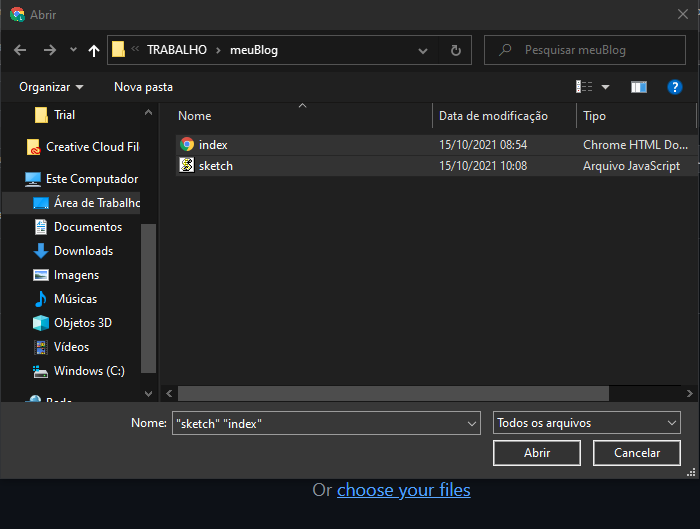 Abrir
TRABALHO > meuBlog
Pesquisar meuBlog
Organizar
Nova pasta
Nome
Data de modificação
Tipo
Trial
Creative Cloud Fil
Este Computador
Área de Trabalho
Documentos
Downloads
Imagens
Músicas
Objetos 3D
Vídeos
Windows (C:)
index
15/10/2021 08:54
Chrome HTML Do...
sketch
15/10/2021 10:08
Arquivo JavaScript
Nome:
"sketch" "index"
Todos os arquivos
Abrir
Cancelar
Or choose your files